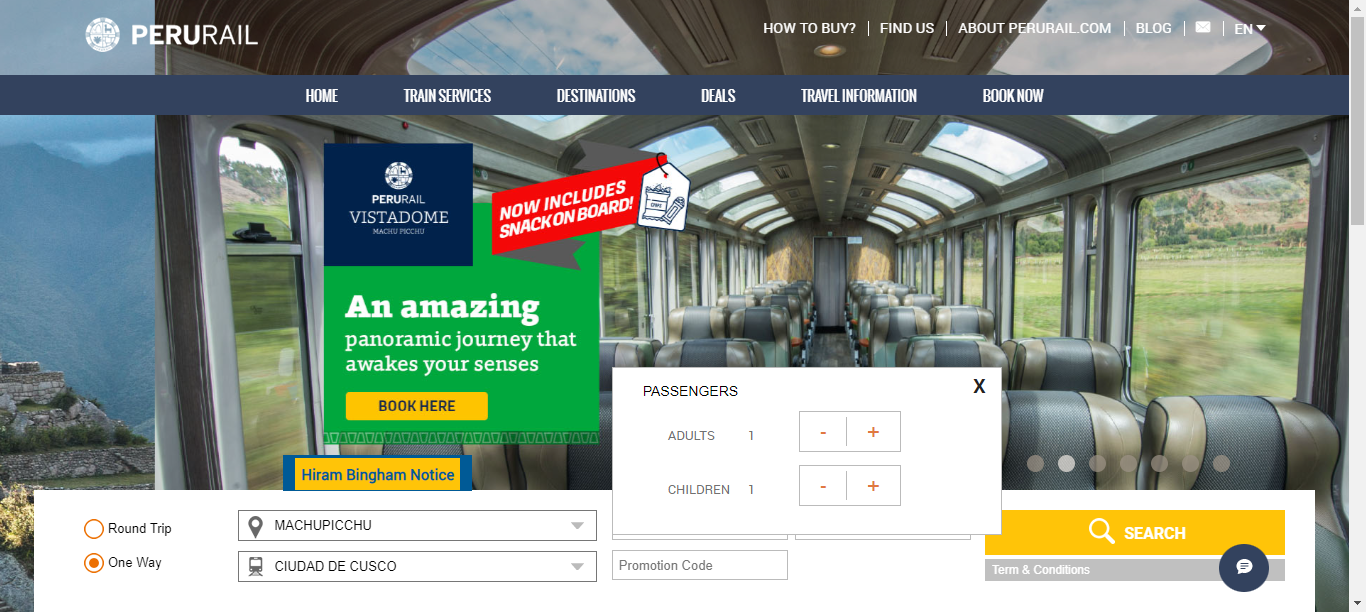 PERURAIL
HOW TO BUY?
FIND US
ABOUT PERURAIL.COM
BLOG
EN
HOME
TRAIN SERVICES
DESTINATIONS
DEALS
TRAVEL INFORMATION
BOOK NOW
PERURAIL
VISTADOME
MACHU PICCHU
NOW INCLUDES
SNACK ON BOARD!
CHIPS
An amazing
panoramic journey that
awakes your senses
BOOK HERE
Hiram Bingham Notice
PASSENGERS
X
ADULTS 1 - +
CHILDREN 1 - +
Round Trip
One Way
MACHUPICCHU
CIUDAD DE CUSCO
Promotion Code
SEARCH
Term & Conditions